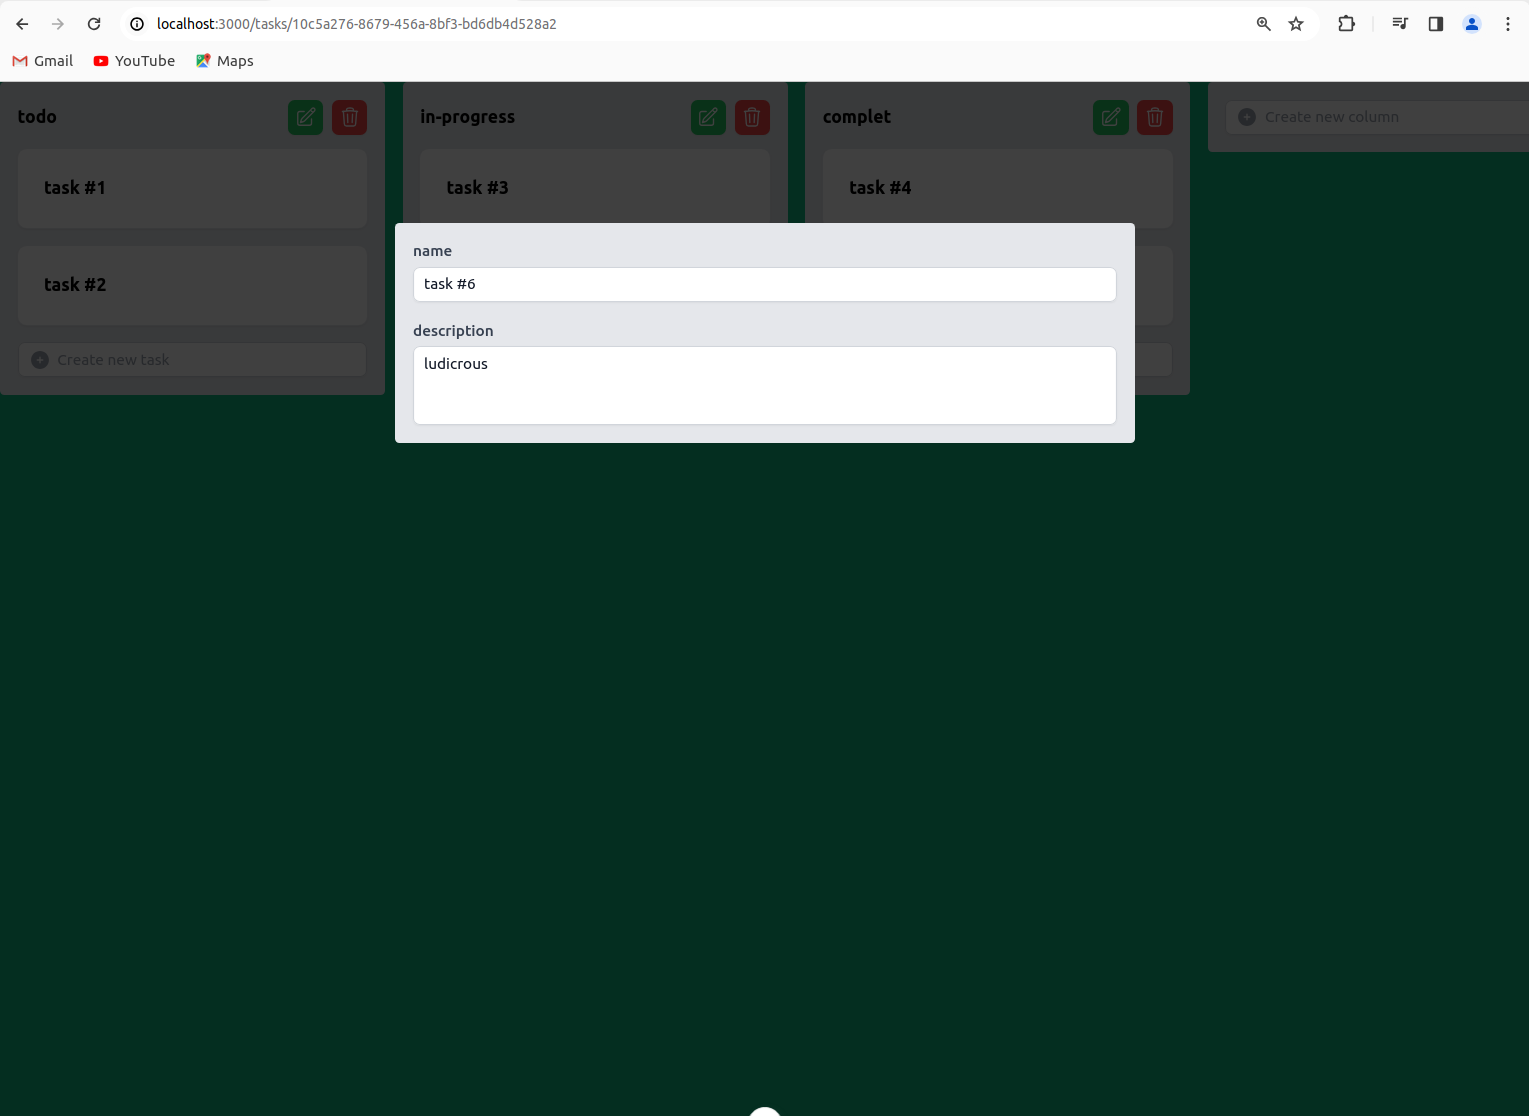 localhost:3000/tasks/10c5a276-8679-456a-8bf3-bd6db4d528a2
Gmail YouTube Maps
todo in-progress complet Create new column
task #1 task #3 task #4
name
task #6
task #2
description
ludicrous
Create new task